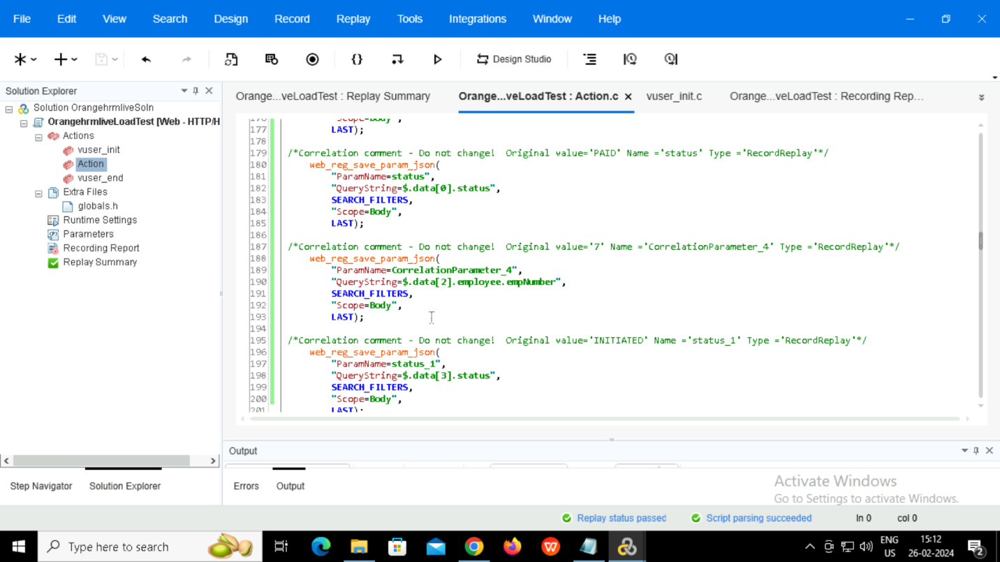 File Edit View Search Design Record Replay Tools Integrations Window Help
Design Studio
Solution Explorer
Solution OrangehrmliveSoln
OrangehrmliveLoadTest [Web - HTTP/H
Actions
vuser_init
Action
vuser_end
Extra Files
globals.h
Runtime Settings
Parameters
Recording Report
Replay Summary
Step Navigator Solution Explorer
Orange...veLoadTest : Replay Summary Orange...veLoadTest : Action.c vuser_init.c Orange...veLoadTest : Recording Rep...
176 "Scope=Body",
177 LAST);
178
179 /*Correlation comment - Do not change! Original value='PAID' Name ='status' Type ='RecordReplay'*/
180 web_reg_save_param_json(
181 "ParamName=status",
182 "QueryString=$.data[0].status",
183 SEARCH_FILTERS,
184 "Scope=Body",
185 LAST);
186
187 /*Correlation comment - Do not change! Original value='7' Name ='CorrelationParameter_4' Type ='RecordReplay'*/
188 web_reg_save_param_json(
189 "ParamName=CorrelationParameter_4",
190 "QueryString=$.data[2].employee.empNumber",
191 SEARCH_FILTERS,
192 "Scope=Body",
193 LAST);
194
195 /*Correlation comment - Do not change! Original value='INITIATED' Name ='status_1' Type ='RecordReplay'*/
196 web_reg_save_param_json(
197 "ParamName=status_1",
198 "QueryString=$.data[3].status",
199 SEARCH_FILTERS,
200 "Scope=Body",
201 LAST);
Output
Errors Output
Activate Windows
Go to Settings to activate Windows.
Replay status passed Script parsing succeeded ln 0 col 0
Type here to search
ENG
US
15:12
26-02-2024
2